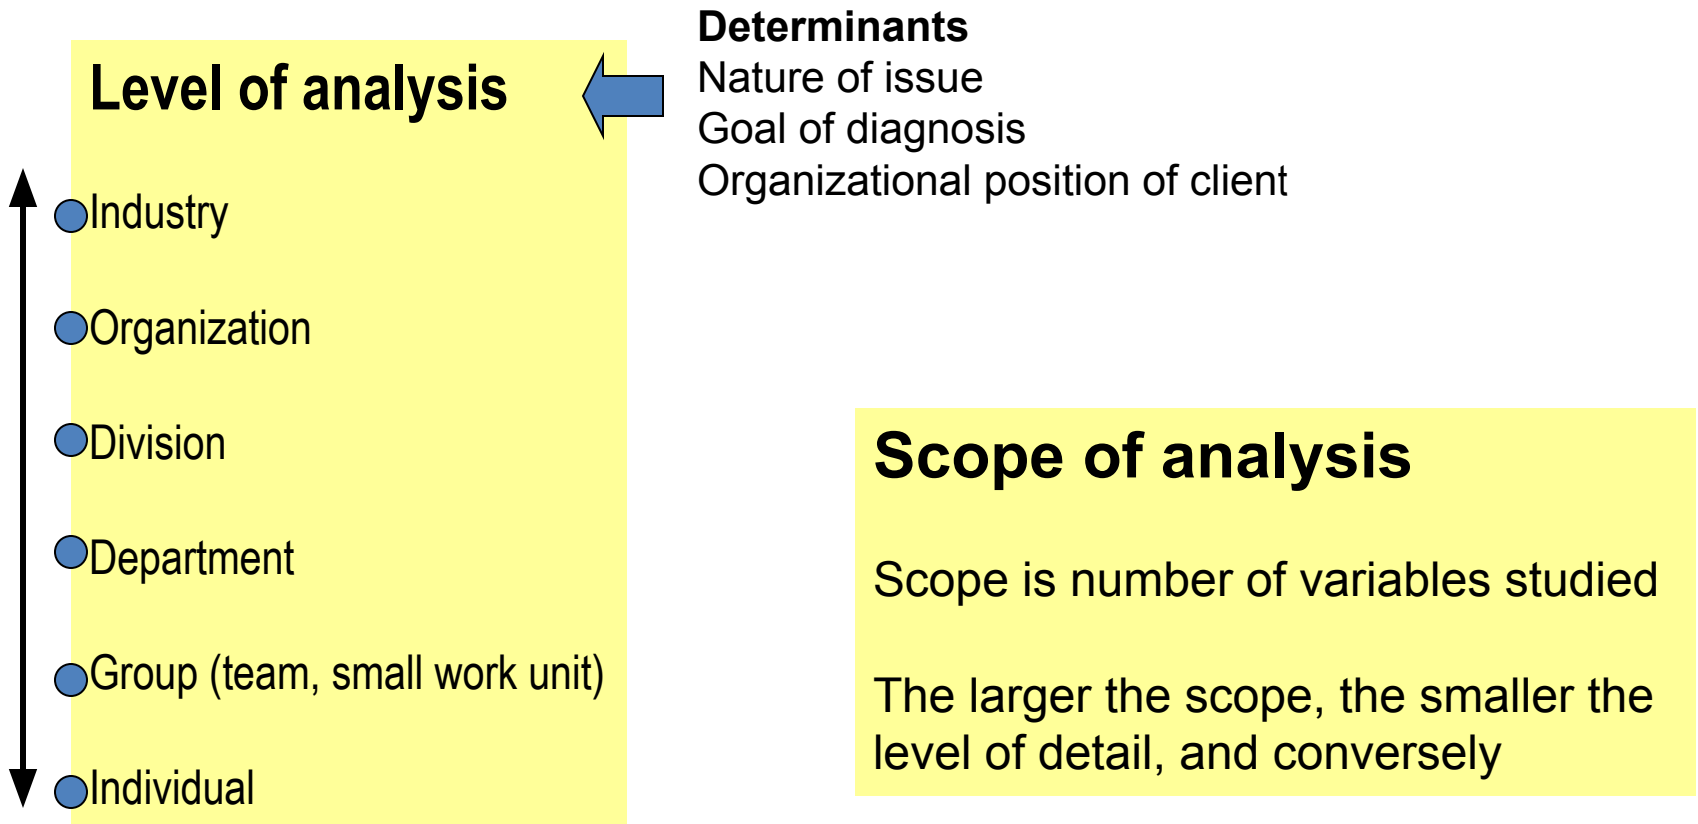 Determinants
Nature of issue
Goal of diagnosis
Organizational position of client
Level of analysis
Industry
Organization
Division
Department
Group (team, small work unit)
Individual
Scope of analysis
Scope is number of variables studied
The larger the scope, the smaller the
level of detail, and conversely